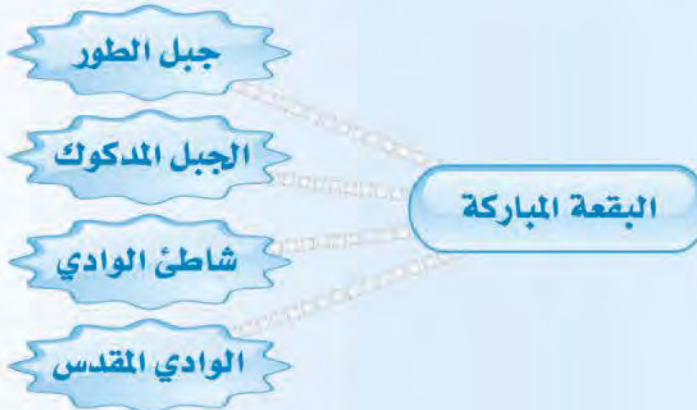 البقعة المباركة
جبل الطور
الجبل المدكوك
شاطئ الوادي
الوادي المقدس